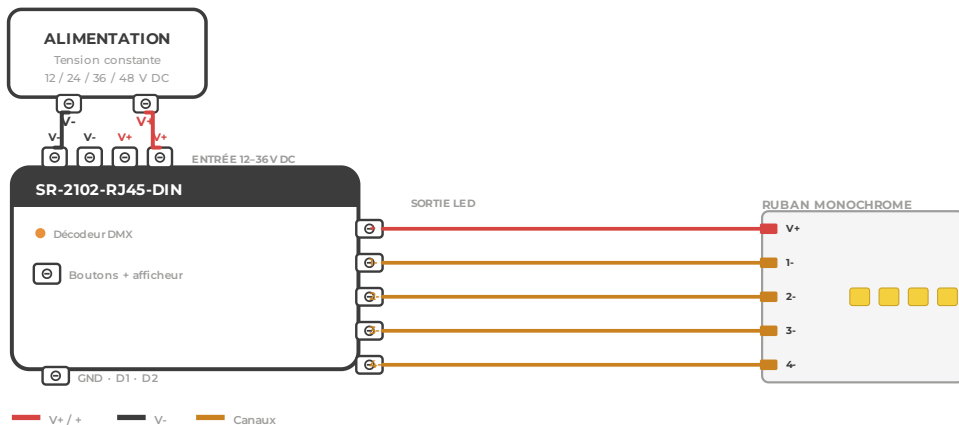 ALIMENTATION
Tension constante
12 / 24 / 36 / 48 V DC
V- V+
V- V- V+ V+
ENTRÉE 12–36V DC
SR-2102-RJ45-DIN
SORTIE LED
RUBAN MONOCHROME
Décodeur DMX
V+
Boutons + afficheur
1-
2-
3-
4-
GND · D1 · D2
V+ / +
V-
Canaux